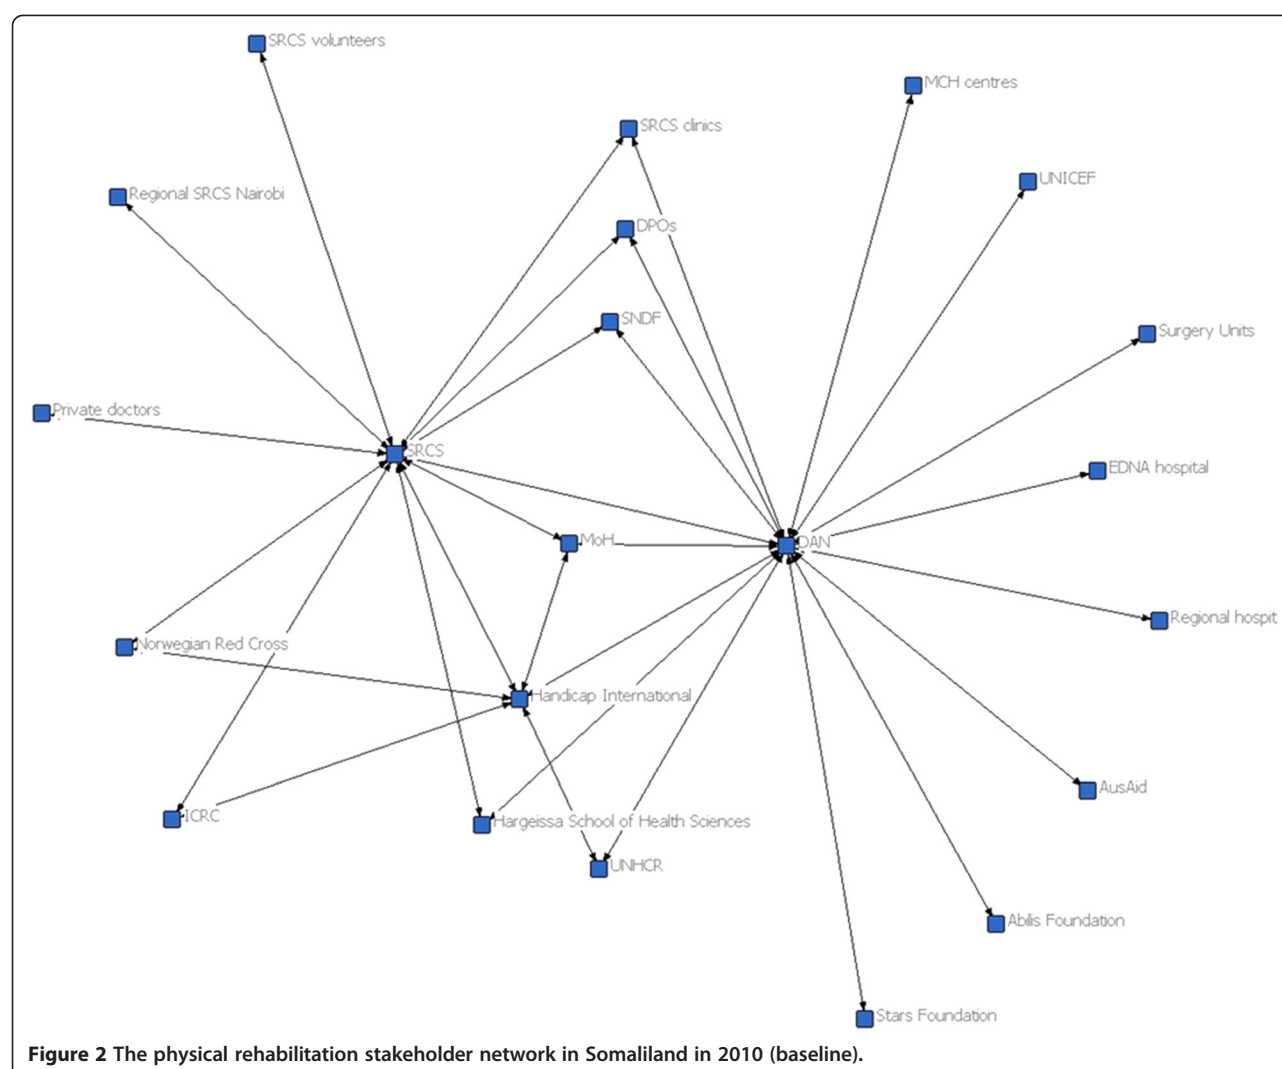 SRCS volunteers
MCH centres
SRCS clinics
UNICEF
Regional SRCS Nairobi
DPOs
SNDF
Surgery Units
Private doctors
SRCS
EDNA hospital
MoH
DAN
Regional hospit
Norwegian Red Cross
Handicap International
AusAid
ICRC
Hargeissa School of Health Sciences
UNHCR
Abilis Foundation
Stars Foundation
Figure 2 The physical rehabilitation stakeholder network in Somaliland in 2010 (baseline).